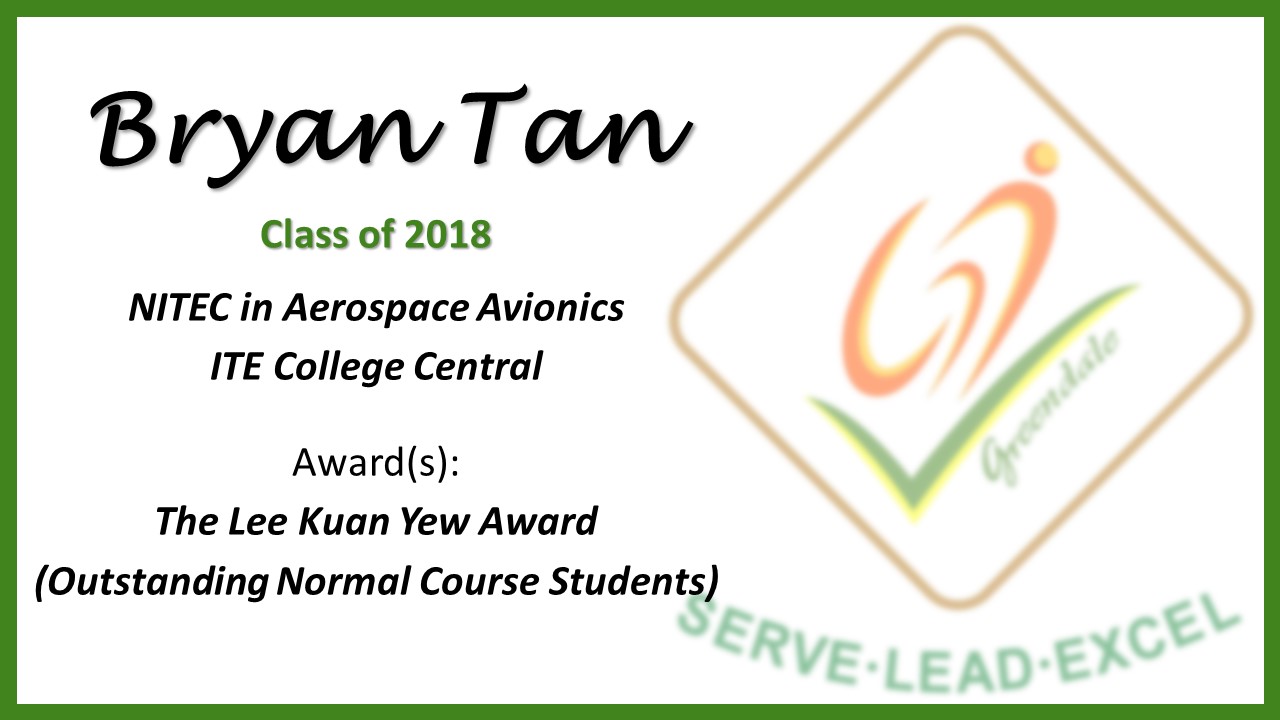 Bryan Tan
Class of 2018
NITEC in Aerospace Avionics
ITE College Central
Award(s):
The Lee Kuan Yew Award
(Outstanding Normal Course Students)
Greendale
SERVE·LEAD·EXCEL